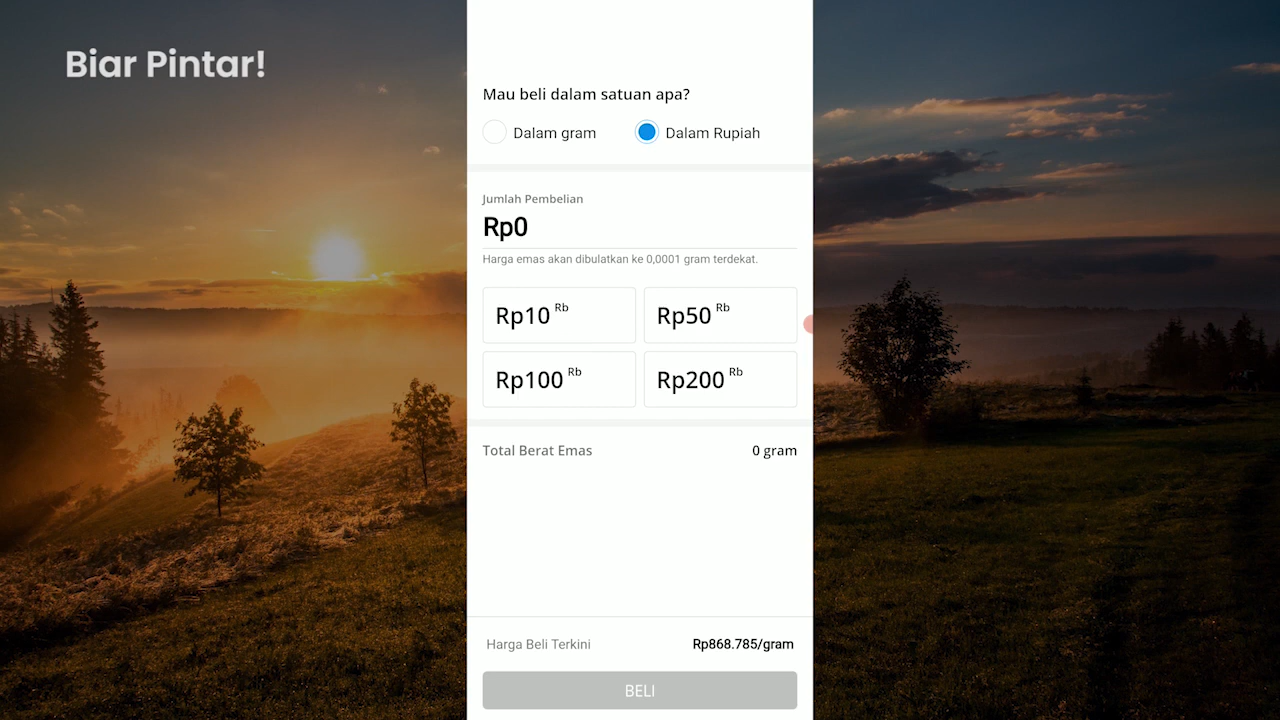 Biar Pintar!
Mau beli dalam satuan apa?
Dalam gram Dalam Rupiah
Jumlah Pembelian
Rp0
Harga emas akan dibulatkan ke 0,0001 gram terdekat.
Rp10 Rb Rp50 Rb
Rp100 Rb Rp200 Rb
Total Berat Emas 0 gram
Harga Beli Terkini Rp868.785/gram
BELI